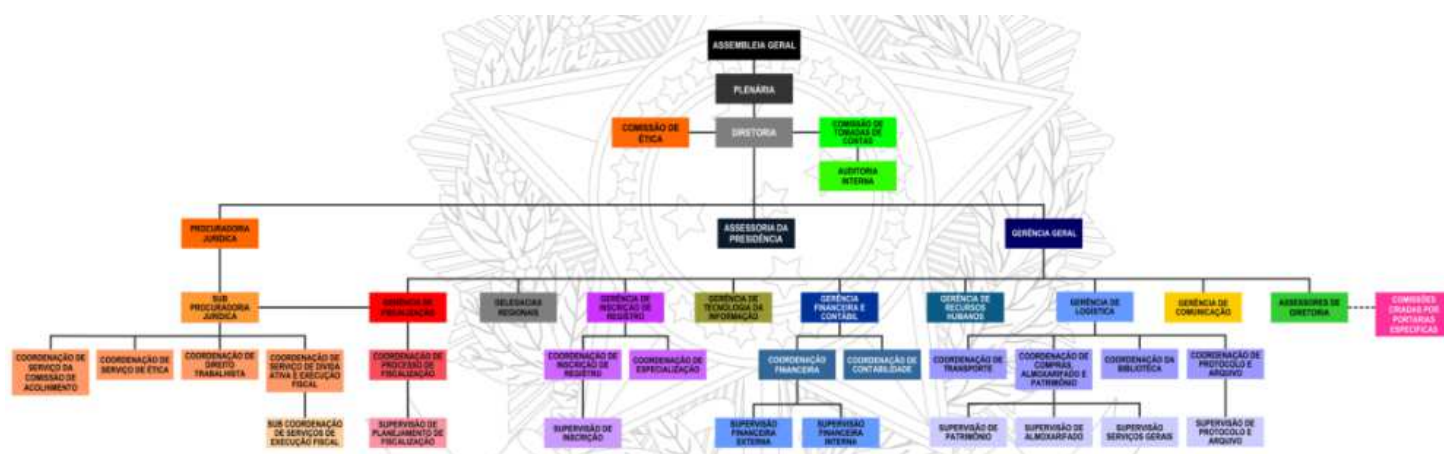 ASSEMBLEIA GERAL
PLENÁRIA
COMISSÃO DE
ÉTICA
DIRETORIA
COMISSÃO DE
TOMADAS DE
CONTAS
AUDITORIA
INTERNA
PROCURADORIA
JURÍDICA
ASSESSORIA DA
PRESIDÊNCIA
GERÊNCIA GERAL
SUB
PROCURADORIA
JURÍDICA
GERÊNCIA DE
FISCALIZAÇÃO
DELEGACIAS
REGIONAIS
GERÊNCIA DE
INSCRIÇÃO DE
REGISTRO
GERÊNCIA DE
TECNOLOGIA DA
INFORMAÇÃO
GERÊNCIA
FINANCEIRA E
CONTÁBIL
GERÊNCIA DE
RECURSOS
HUMANOS
GERÊNCIA DE
LOGISTICA
GERÊNCIA DE
COMUNICAÇÃO
ASSESSORES DE
DIRETORIA
COMISSÕES
CRIADAS POR
PORTARIAS
ESPECIFICAS
COORDENAÇÃO DE
SERVIÇO DA
COMISSÃO DE
ACOLHIMENTO
COORDENAÇÃO DE
SERVIÇO DE ÉTICA
COORDENAÇÃO DE
DIREITO
TRABALHISTA
COORDENAÇÃO DE
SERVIÇO DE DIVIDA
ATIVA E EXECUÇÃO
FISCAL
COORDENAÇÃO DE
PROCESSO DE
FISCALIZAÇÃO
COORDENAÇÃO DE
INSCRIÇÃO DE
REGISTRO
COORDENAÇÃO DE
ESPECIALIZAÇÃO
COORDENAÇÃO
FINANCEIRA
COORDENAÇÃO
DE CONTABILIDADE
COORDENAÇÃO DE
TRANSPORTE
COORDENAÇÃO DE
COMPRAS,
ALMOXARIFADO E
PATRIMÔNIO
COORDENAÇÃO DA
BIBLIOTÉCA
COORDENAÇÃO DE
PROTOCOLO E
ARQUIVO
SUB COORDENAÇÃO
DE SERVIÇOS DE
EXECUÇÃO FISCAL
SUPERVISÃO DE
PLANEJAMENTO DE
FISCALIZAÇÃO
SUPERVISÃO DE
INSCRIÇÃO
SUPERVISÃO
FINANCEIRA
EXTERNA
SUPERVISÃO
FINANCEIRA
INTERNA
SUPERVISÃO DE
PATRIMÔNIO
SUPERVISÃO DE
ALMOXARIFADO
SUPERVISÃO
SERVIÇOS GERAIS
SUPERVISÃO DE
PROTOCOLO E
ARQUIVO